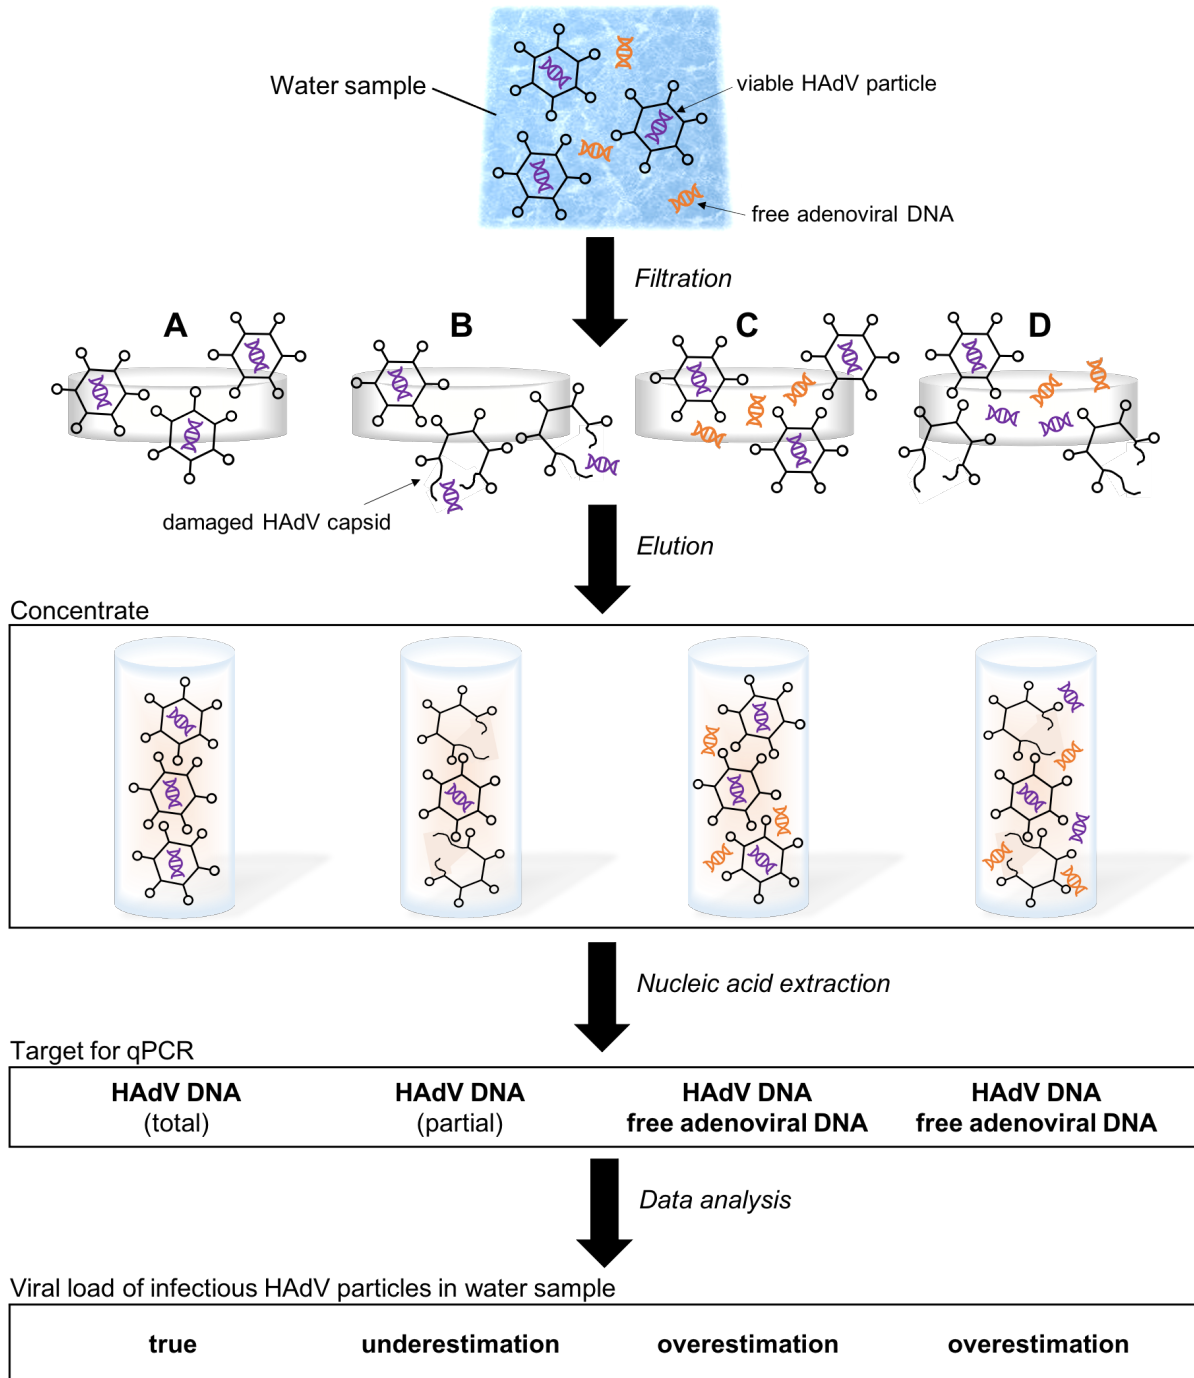 Water sample
viable HAdV particle
free adenoviral DNA
Filtration
A B C D
damaged HAdV capsid
Elution
Concentrate
Nucleic acid extraction
Target for qPCR
HAdV DNA HAdV DNA HAdV DNA HAdV DNA
(total) (partial) free adenoviral DNA free adenoviral DNA
Data analysis
Viral load of infectious HAdV particles in water sample
true underestimation overestimation overestimation